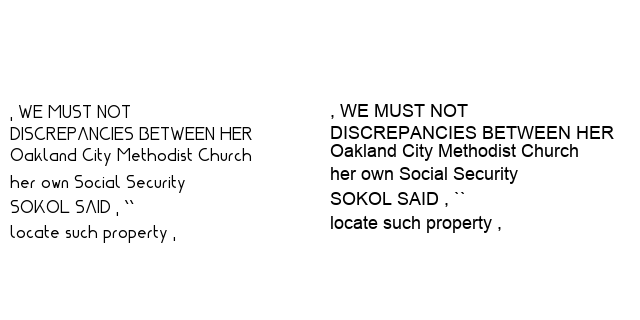 , WE MUST NOT
DISCREPANCIES BETWEEN HER
Oakland City Methodist Church
her own Social Security
SOKOL SAID , ``
locate such property ,
, WE MUST NOT
DISCREPANCIES BETWEEN HER
Oakland City Methodist Church
her own Social Security
SOKOL SAID , ``
locate such property ,